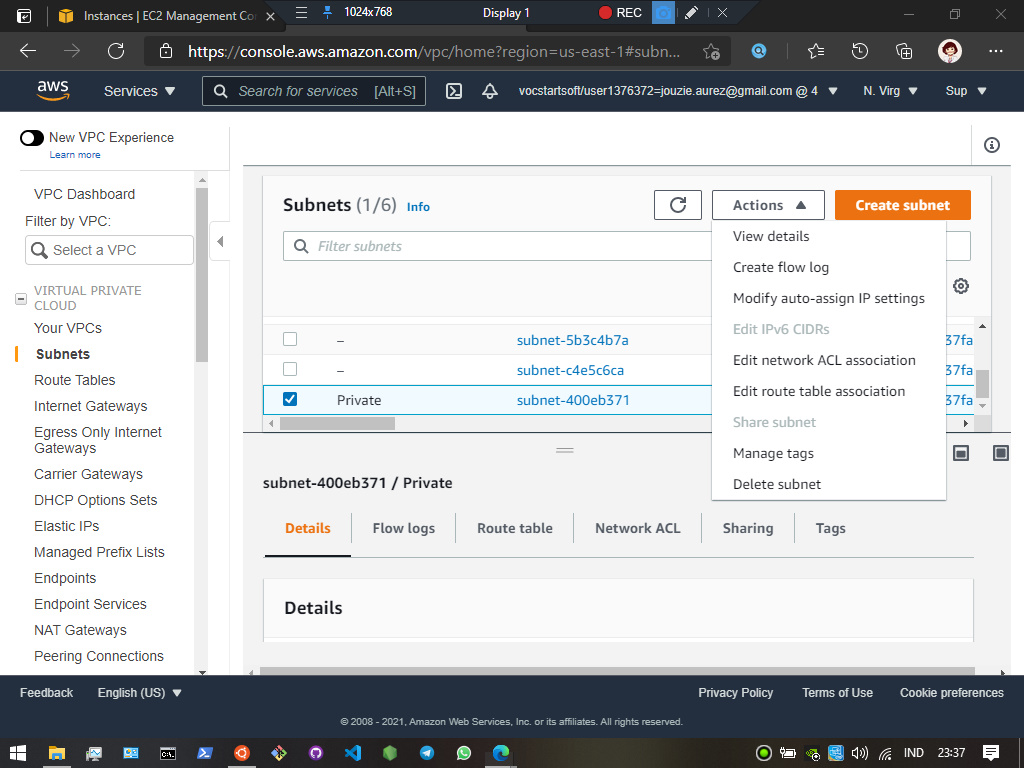 Instances | EC2 Management Co
1024x768
Display 1
REC
https://console.aws.amazon.com/vpc/home?region=us-east-1#subn...
aws
Services
Search for services [Alt+S]
vocstartsoft/user1376372=jouzie.aurez@gmail.com @ 4
N. Virg
Sup
New VPC Experience
Learn more
VPC Dashboard
Filter by VPC:
Select a VPC
VIRTUAL PRIVATE
CLOUD
Your VPCs
Subnets
Route Tables
Internet Gateways
Egress Only Internet
Gateways
Carrier Gateways
DHCP Options Sets
Elastic IPs
Managed Prefix Lists
Endpoints
Endpoint Services
NAT Gateways
Peering Connections
Subnets (1/6) Info
Actions
Create subnet
Filter subnets
View details
Create flow log
Modify auto-assign IP settings
Edit IPv6 CIDRs
Edit network ACL association
Edit route table association
Share subnet
Manage tags
Delete subnet
– subnet-5b3c4b7a 37fa
– subnet-c4e5c6ca 37fa
Private subnet-400eb371 37fa
subnet-400eb371 / Private
Details
Flow logs
Route table
Network ACL
Sharing
Tags
Details
Feedback
English (US)
Privacy Policy
Terms of Use
Cookie preferences
© 2008 - 2021, Amazon Web Services, Inc. or its affiliates. All rights reserved.
IND
23:37